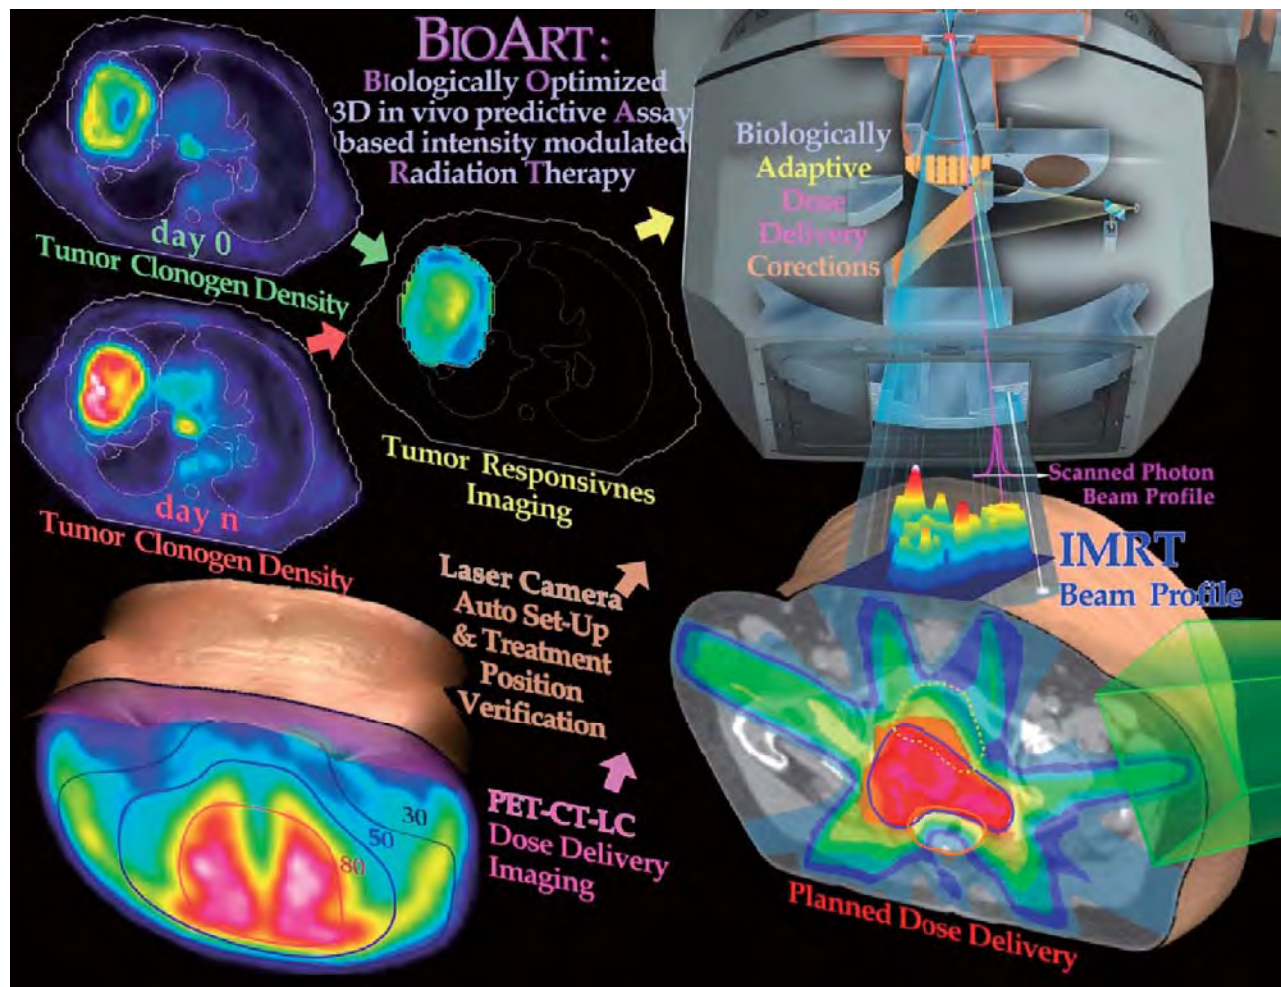 BIOART:
BIologically Optimized
3D in vivo predictive Assay
based intensity modulated
Radiation Therapy
day 0
Tumor Clonogen Density
day n
Tumor Clonogen Density
Tumor Responsivnes
Imaging
Biologically
Adaptive
Dose
Delivery
Corections
Scanned Photon
Beam Profile
IMRT
Beam Profile
Laser Camera
Auto Set-Up
& Treatment
Position
Verification
PET-CT-LC
Dose Delivery
Imaging
30
50
80
Planned Dose Delivery